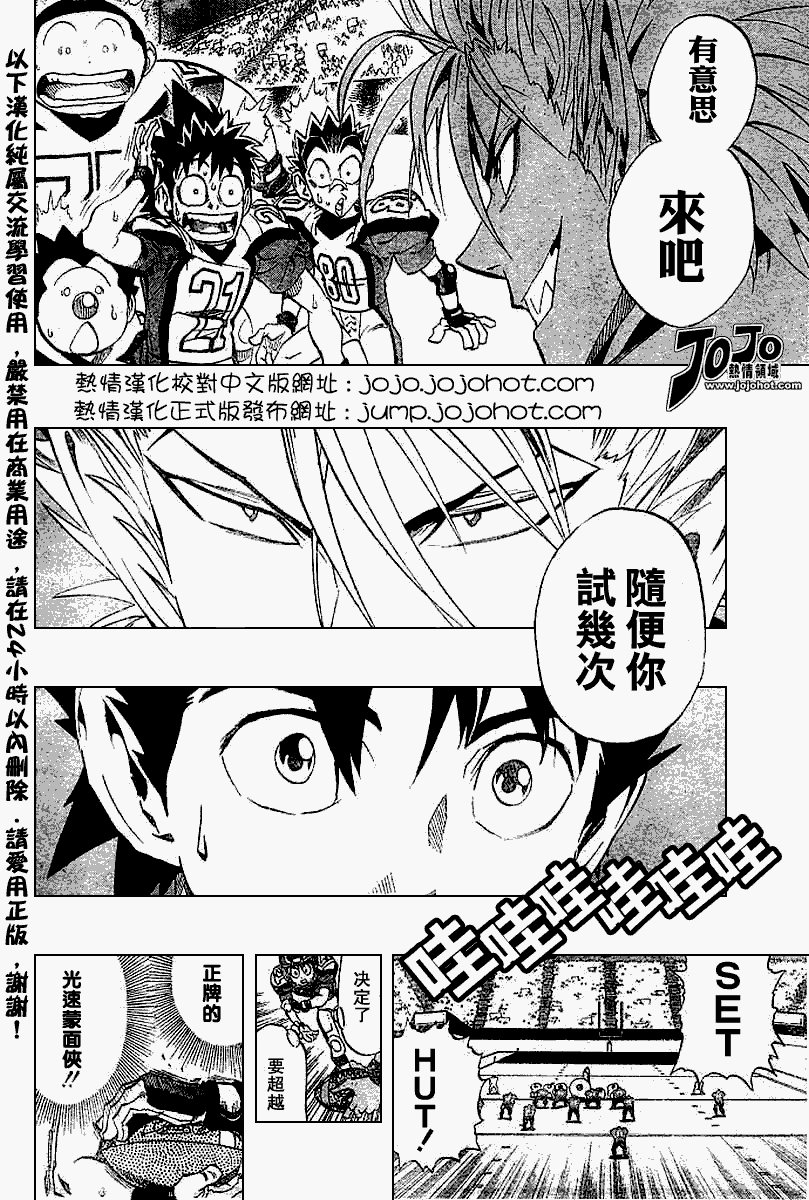 有意思
來吧
21
80
JOJO
熱情領域
www.jojohot.com
熱情漢化校對中文版網址：jojo.jojohot.com
熱情漢化正式版發布網址：jump.jojohot.com
隨便你
試幾次
哇哇哇哇哇哇
SET
HUT!
決定了
要超越
正牌的
光速蒙面俠!!
以下漢化純屬交流學習使用，嚴禁用在商業用途，請在24小時以內刪除．請愛用正版，謝謝！